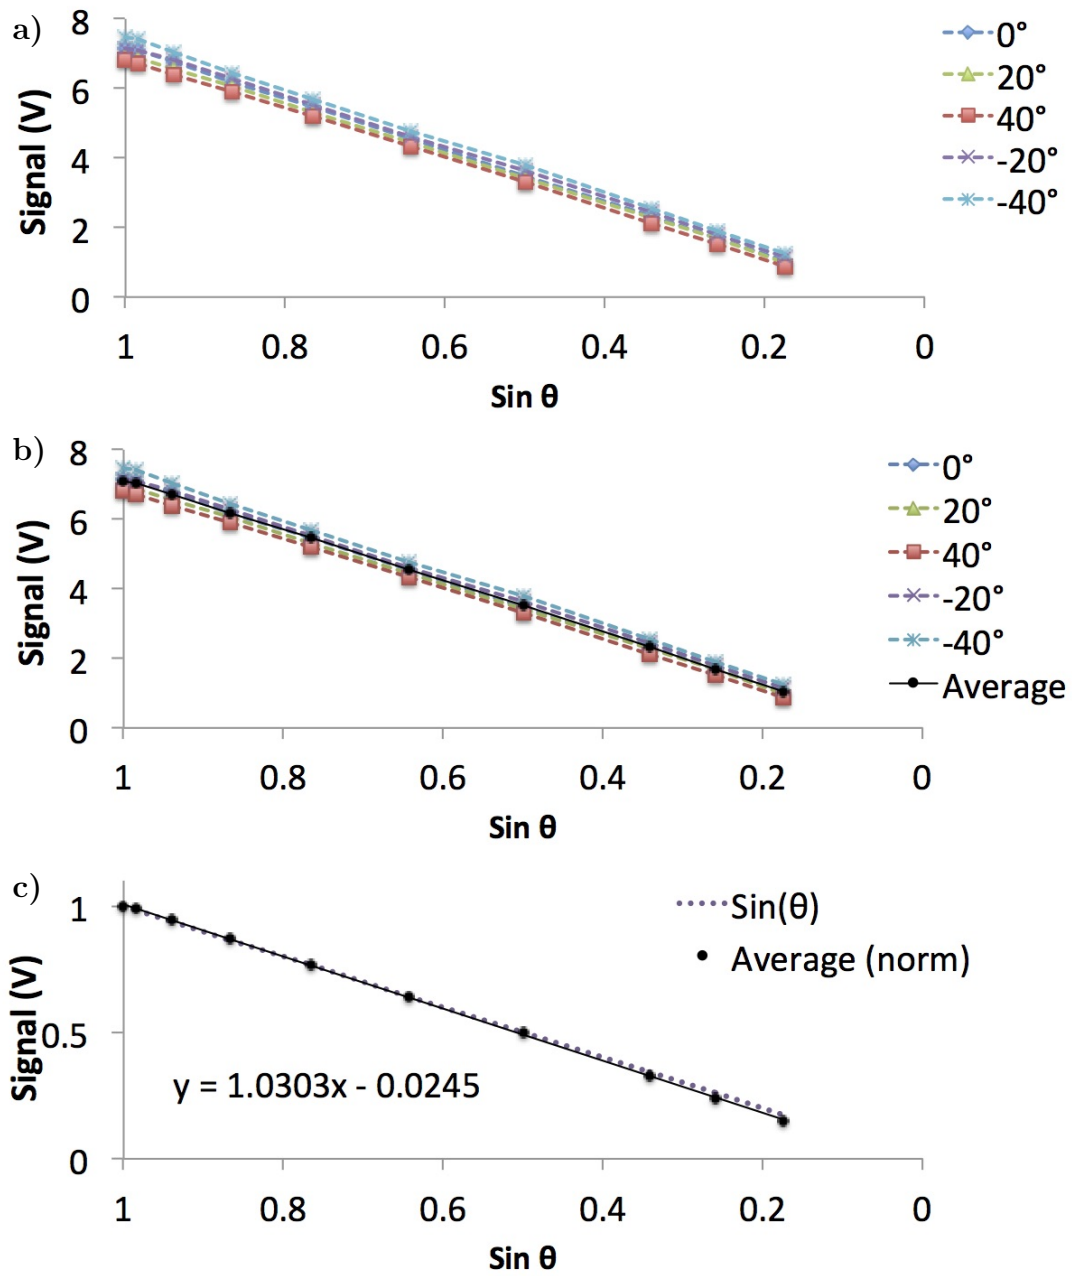 a)
8
6
4
2
0
Signal (V)
1 0.8 0.6 0.4 0.2 0
Sin θ
0°
20°
40°
-20°
-40°
b)
8
6
4
2
0
Signal (V)
1 0.8 0.6 0.4 0.2 0
Sin θ
0°
20°
40°
-20°
-40°
Average
c)
1
0.5
0
Signal (V)
y = 1.0303x - 0.0245
Sin(θ)
Average (norm)
1 0.8 0.6 0.4 0.2 0
Sin θ